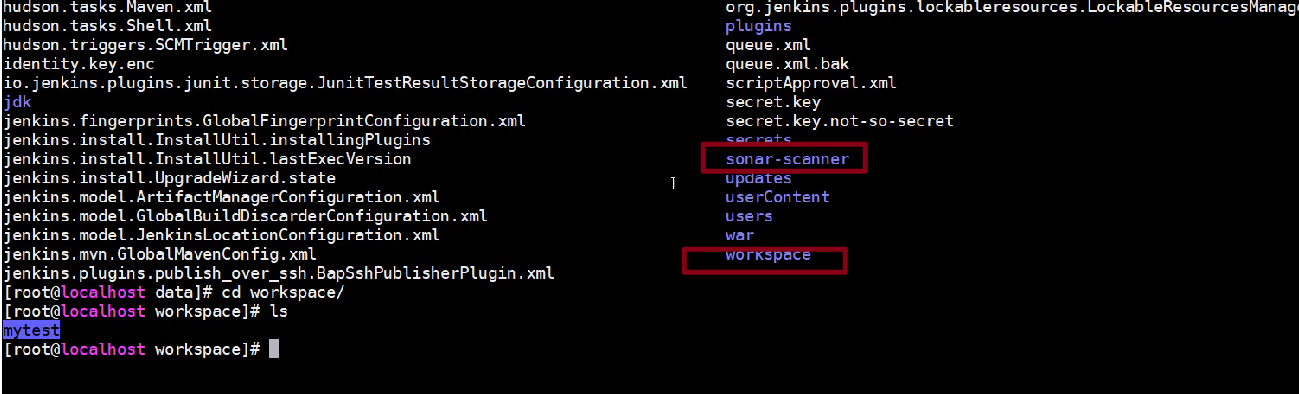 hudson.tasks.Maven.xml org.jenkins.plugins.lockableresources.LockableResourcesManage
hudson.tasks.Shell.xml plugins
hudson.triggers.SCMTrigger.xml queue.xml
identity.key.enc queue.xml.bak
io.jenkins.plugins.junit.storage.JunitTestResultStorageConfiguration.xml scriptApproval.xml
jdk secret.key
jenkins.fingerprints.GlobalFingerprintConfiguration.xml secret.key.not-so-secret
jenkins.install.InstallUtil.installingPlugins secrets
jenkins.install.InstallUtil.lastExecVersion sonar-scanner
jenkins.install.UpgradeWizard.state updates
jenkins.model.ArtifactManagerConfiguration.xml userContent
jenkins.model.GlobalBuildDiscarderConfiguration.xml users
jenkins.model.JenkinsLocationConfiguration.xml war
jenkins.mvn.GlobalMavenConfig.xml workspace
jenkins.plugins.publish_over_ssh.BapSshPublisherPlugin.xml
[root@localhost data]# cd workspace/
[root@localhost workspace]# ls
mytest
[root@localhost workspace]#